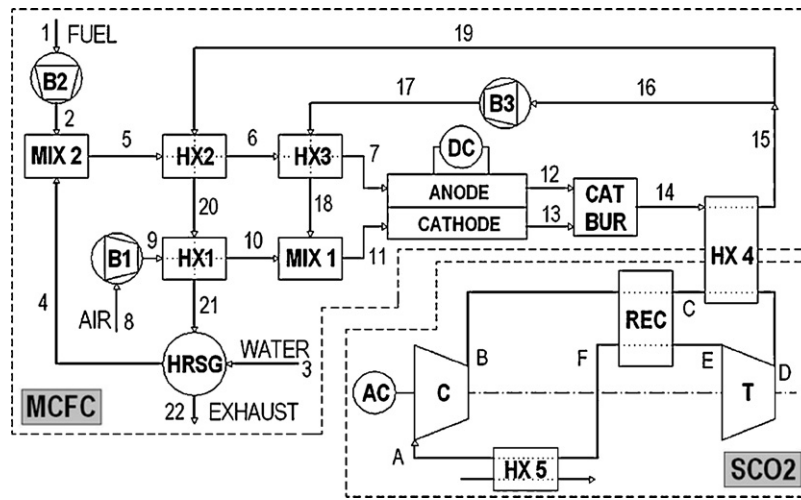 1 FUEL
19
B2
17
B3
16
2
MIX 2
5
HX2
6
HX3
7
DC
12
15
ANODE
CATHODE
CAT
BUR
14
20
18
13
9
B1
HX1
10
MIX 1
11
HX 4
4
21
AIR 8
REC
C
HRSG
WATER
3
B
F
E
D
AC
C
T
MCFC
22
EXHAUST
A
HX 5
SCO2